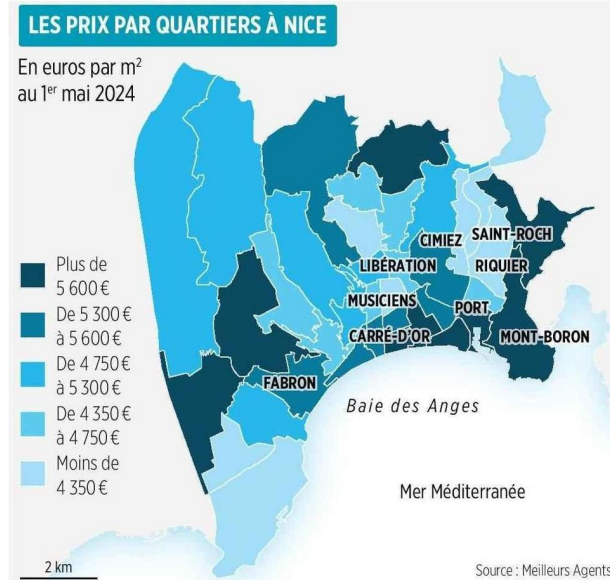 LES PRIX PAR QUARTIERS À NICE
En euros par m²
au 1er mai 2024
Plus de
5 600 €
De 5 300 €
à 5 600 €
De 4 750 €
à 5 300 €
De 4 350 €
à 4 750 €
Moins de
4 350 €
CIMIEZ
SAINT-ROCH
LIBÉRATION
RIQUIER
MUSICIENS
PORT
CARRÉ-D'OR
MONT-BORON
FABRON
Baie des Anges
Mer Méditerranée
2 km
Source : Meilleurs Agents